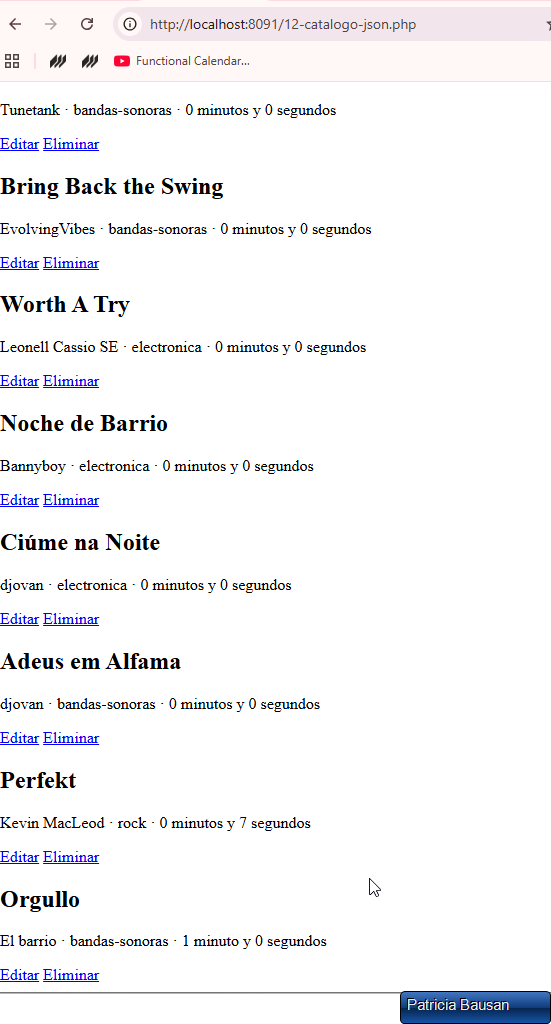 http://localhost:8091/12-catalogo-json.php
Functional Calendar...
Tunetank · bandas-sonoras · 0 minutos y 0 segundos
Editar Eliminar
Bring Back the Swing
EvolvingVibes · bandas-sonoras · 0 minutos y 0 segundos
Editar Eliminar
Worth A Try
Leonell Cassio SE · electronica · 0 minutos y 0 segundos
Editar Eliminar
Noche de Barrio
Bannyboy · electronica · 0 minutos y 0 segundos
Editar Eliminar
Ciúme na Noite
djovan · electronica · 0 minutos y 0 segundos
Editar Eliminar
Adeus em Alfama
djovan · bandas-sonoras · 0 minutos y 0 segundos
Editar Eliminar
Perfekt
Kevin MacLeod · rock · 0 minutos y 7 segundos
Editar Eliminar
Orgullo
El barrio · bandas-sonoras · 1 minuto y 0 segundos
Editar Eliminar
Patricia Bausan